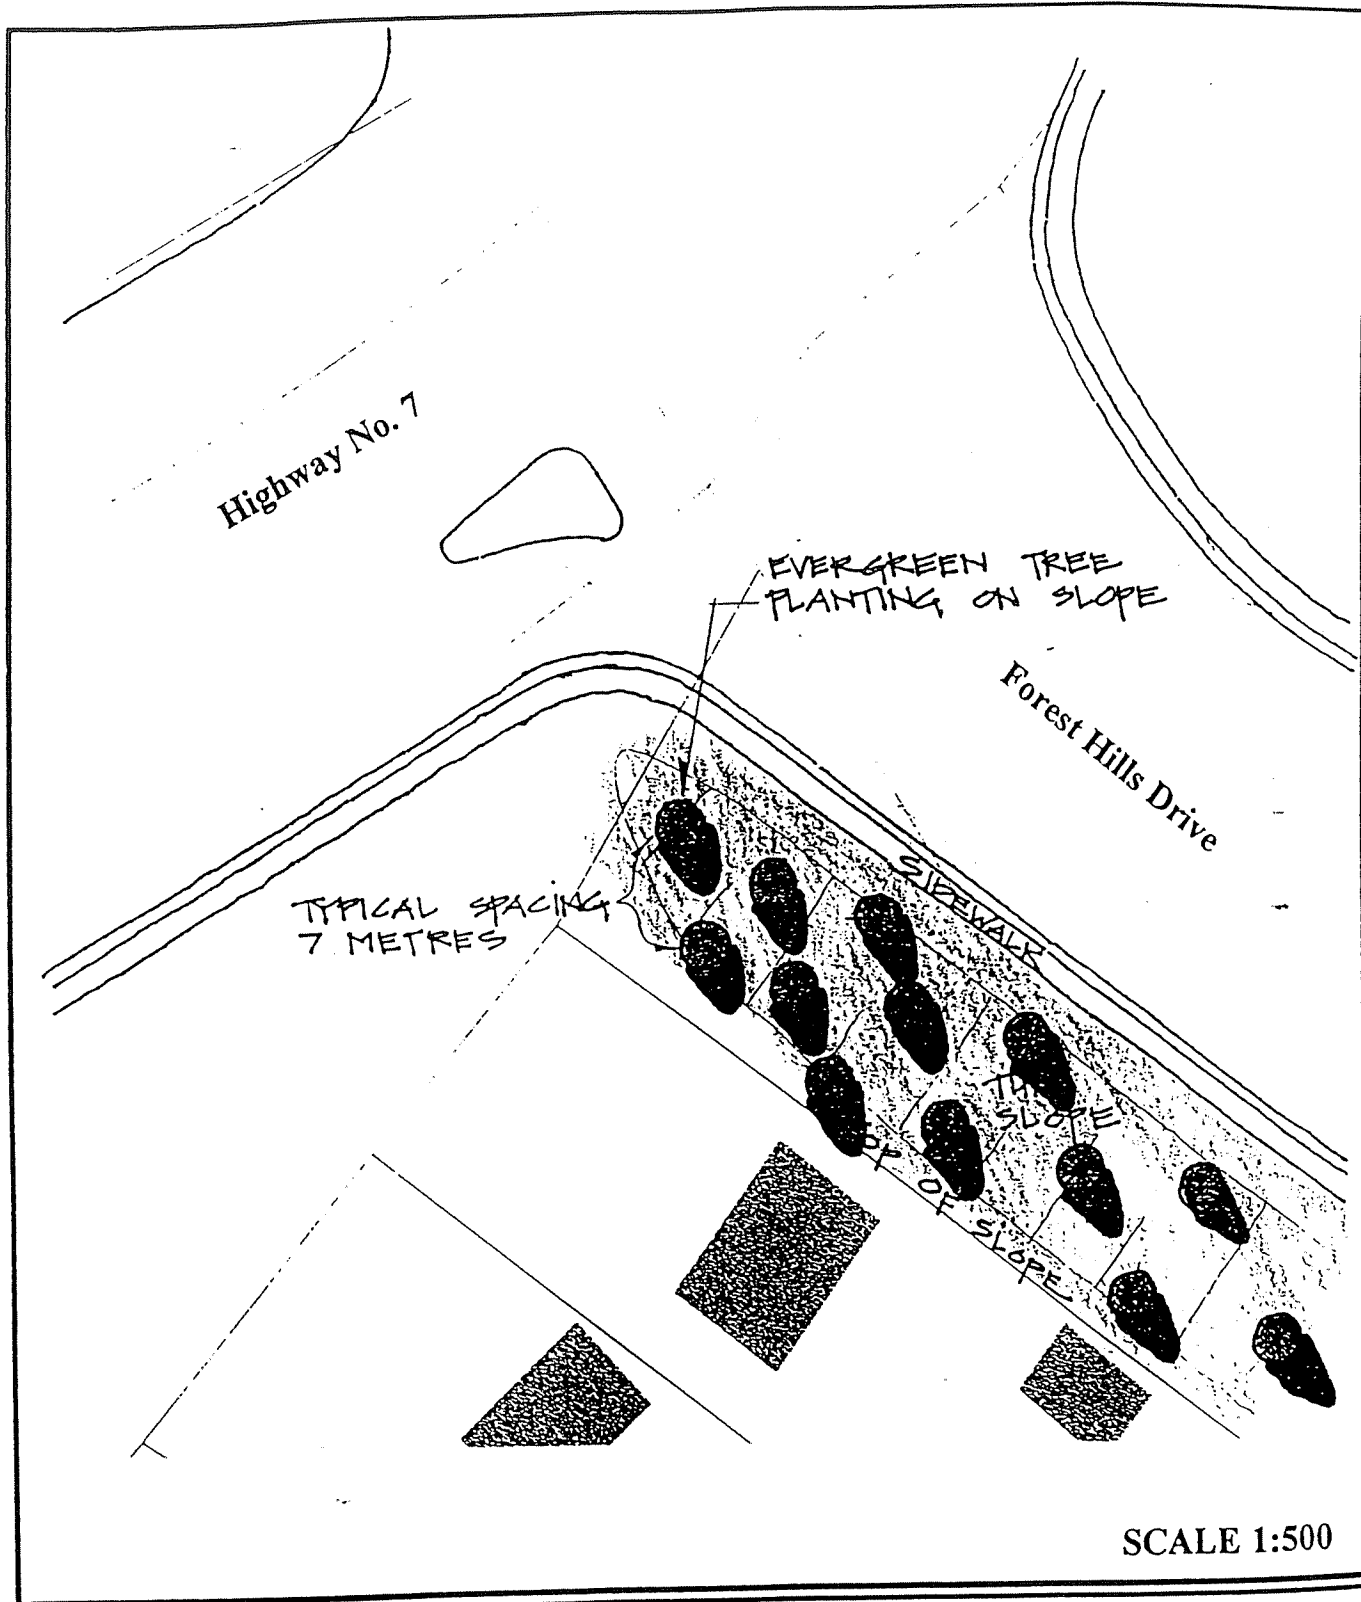 Highway No. 7
EVERGREEN TREE
PLANTING ON SLOPE
Forest Hills Drive
SIDEWALK
TYPICAL SPACING
7 METRES
SLOPE
OF SLOPE
SCALE 1:500